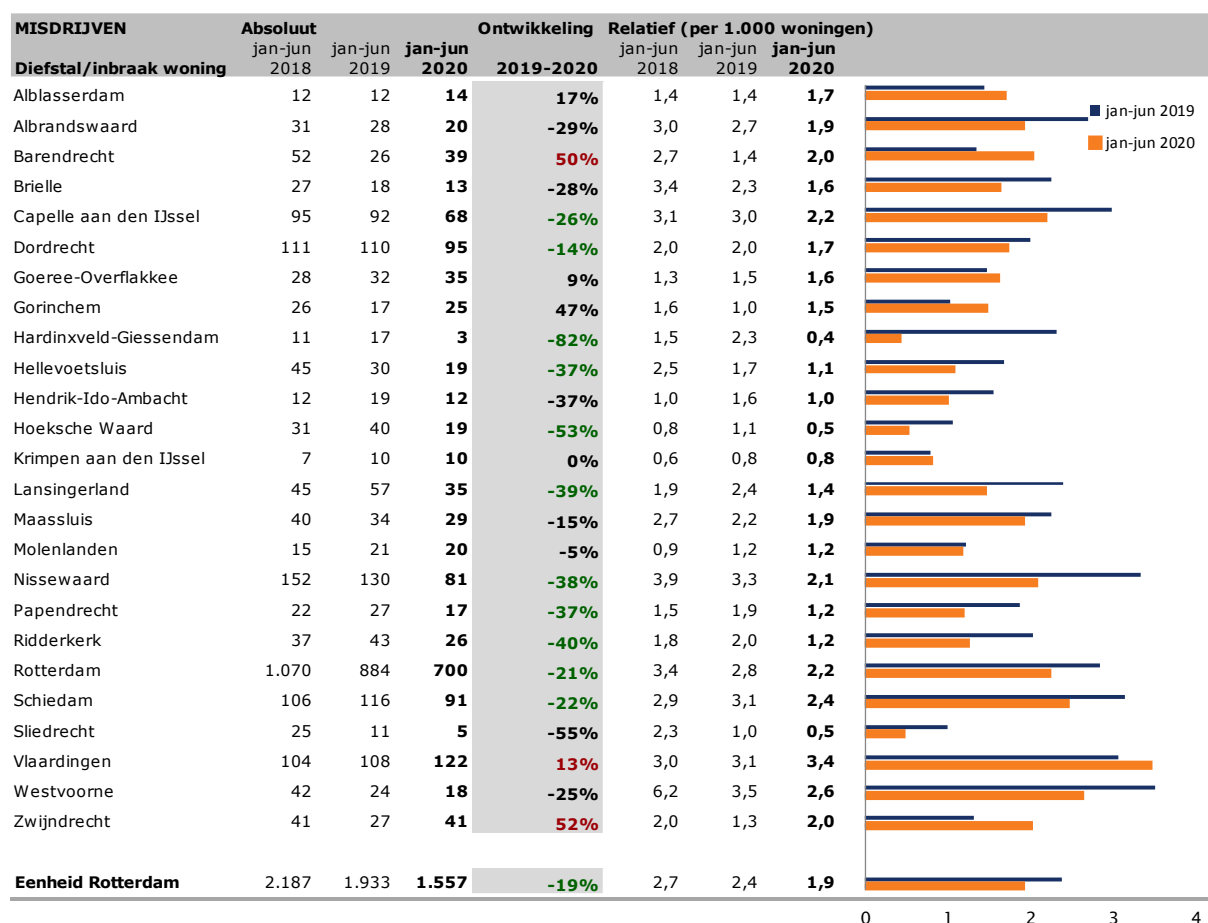 MISDRIJVEN Absoluut Ontwikkeling Relatief (per 1.000 woningen)
jan-jun jan-jun jan-jun jan-jun jan-jun jan-jun
Diefstal/inbraak woning 2018 2019 2020 2019-2020 2018 2019 2020
Alblasserdam 12 12 14 17% 1,4 1,4 1,7
jan-jun 2019
Albrandswaard 31 28 20 -29% 3,0 2,7 1,9
jan-jun 2020
Barendrecht 52 26 39 50% 2,7 1,4 2,0
Brielle 27 18 13 -28% 3,4 2,3 1,6
Capelle aan den IJssel 95 92 68 -26% 3,1 3,0 2,2
Dordrecht 111 110 95 -14% 2,0 2,0 1,7
Goeree-Overflakkee 28 32 35 9% 1,3 1,5 1,6
Gorinchem 26 17 25 47% 1,6 1,0 1,5
Hardinxveld-Giessendam 11 17 3 -82% 1,5 2,3 0,4
Hellevoetsluis 45 30 19 -37% 2,5 1,7 1,1
Hendrik-Ido-Ambacht 12 19 12 -37% 1,0 1,6 1,0
Hoeksche Waard 31 40 19 -53% 0,8 1,1 0,5
Krimpen aan den IJssel 7 10 10 0% 0,6 0,8 0,8
Lansingerland 45 57 35 -39% 1,9 2,4 1,4
Maassluis 40 34 29 -15% 2,7 2,2 1,9
Molenlanden 15 21 20 -5% 0,9 1,2 1,2
Nissewaard 152 130 81 -38% 3,9 3,3 2,1
Papendrecht 22 27 17 -37% 1,5 1,9 1,2
Ridderkerk 37 43 26 -40% 1,8 2,0 1,2
Rotterdam 1.070 884 700 -21% 3,4 2,8 2,2
Schiedam 106 116 91 -22% 2,9 3,1 2,4
Sliedrecht 25 11 5 -55% 2,3 1,0 0,5
Vlaardingen 104 108 122 13% 3,0 3,1 3,4
Westvoorne 42 24 18 -25% 6,2 3,5 2,6
Zwijndrecht 41 27 41 52% 2,0 1,3 2,0
Eenheid Rotterdam 2.187 1.933 1.557 -19% 2,7 2,4 1,9
0 1 2 3 4